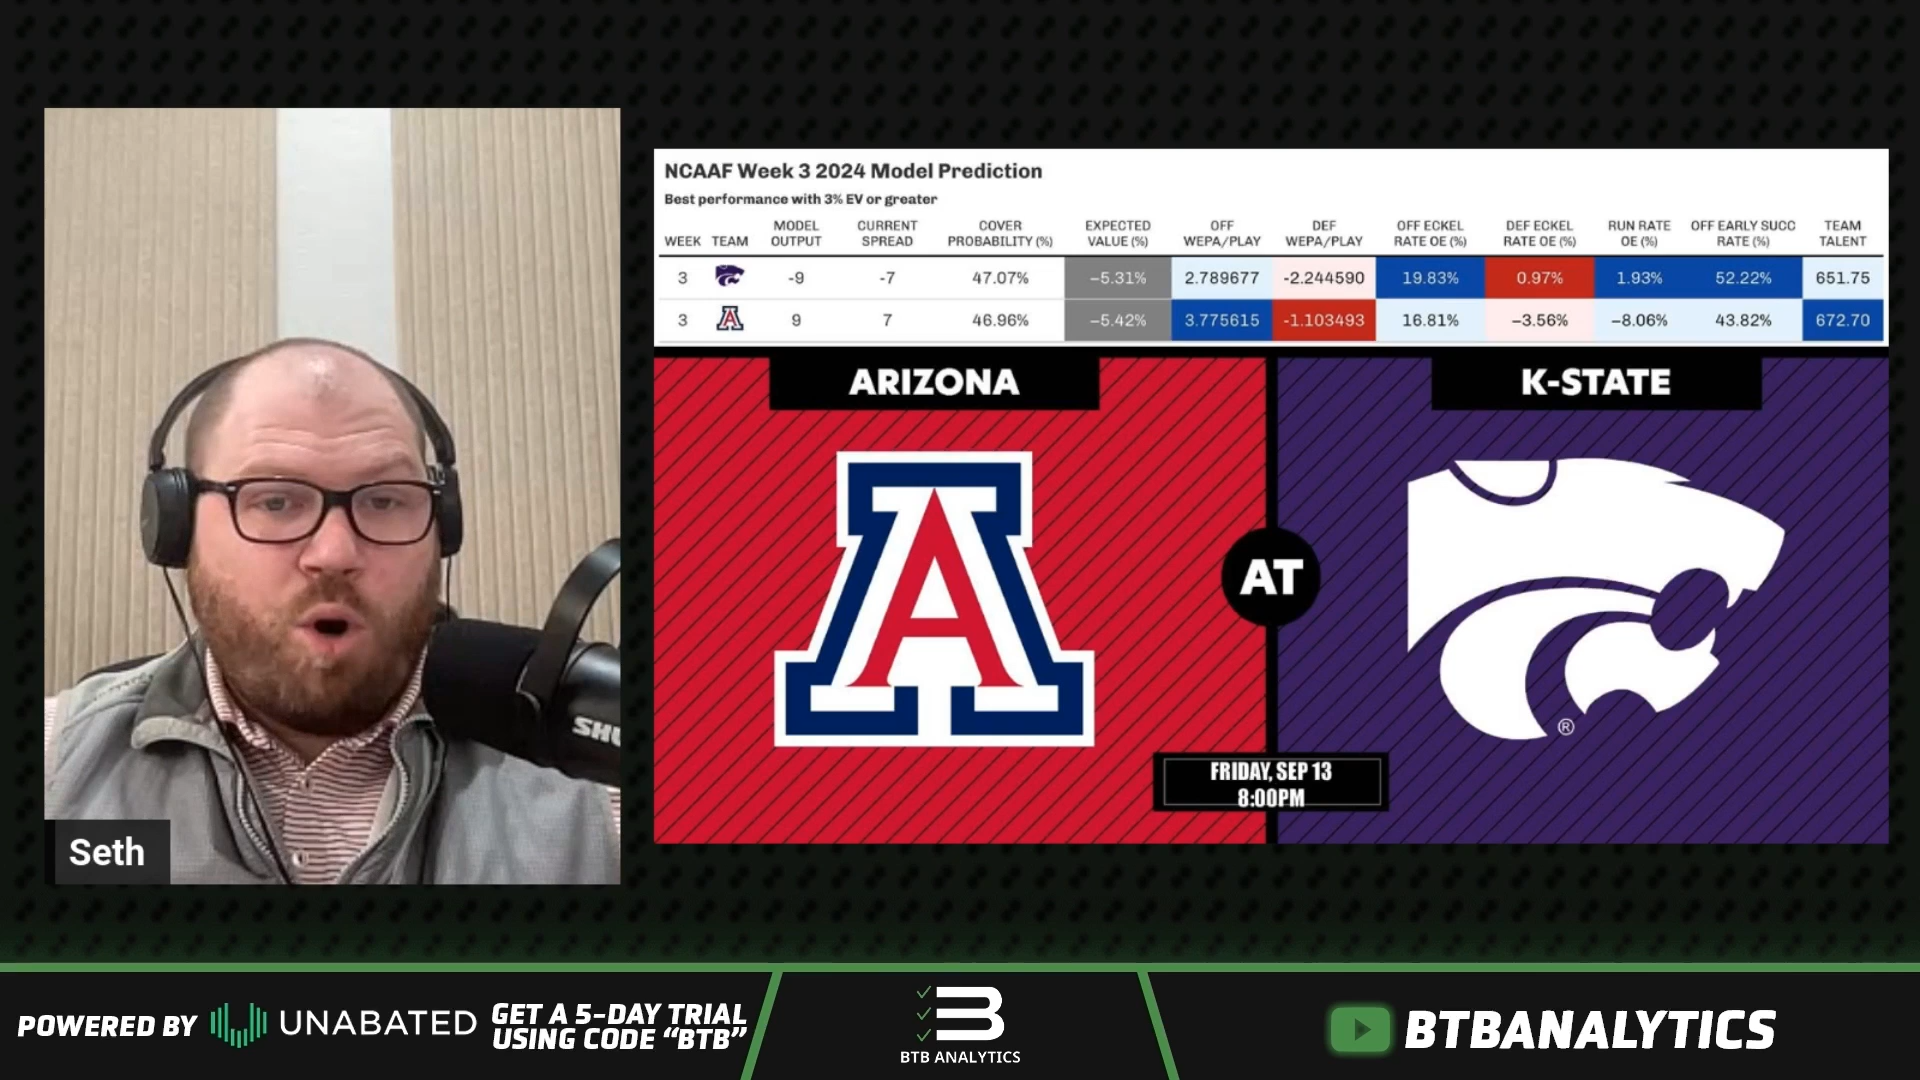 NCAAF Week 3 2024 Model Prediction
Best performance with 3% EV or greater
WEEK TEAM MODEL OUTPUT CURRENT SPREAD COVER PROBABILITY (%) EXPECTED VALUE (%) OFF WEPA/PLAY DEF WEPA/PLAY OFF ECKEL RATE OE (%) DEF ECKEL RATE OE (%) RUN RATE OE (%) OFF EARLY SUCC RATE (%) TEAM TALENT
3 -9 -7 47.07% −5.31% 2.789677 -2.244590 19.83% 0.97% 1.93% 52.22% 651.75
3 A 9 7 46.96% −5.42% 3.775615 -1.103493 16.81% −3.56% −8.06% 43.82% 672.70
ARIZONA
K-STATE
A
AT
®
FRIDAY, SEP 13
8:00PM
SHU
Seth
POWERED BY UNABATED
GET A 5-DAY TRIAL
USING CODE “BTB”
B
BTB ANALYTICS
BTBANALYTICS